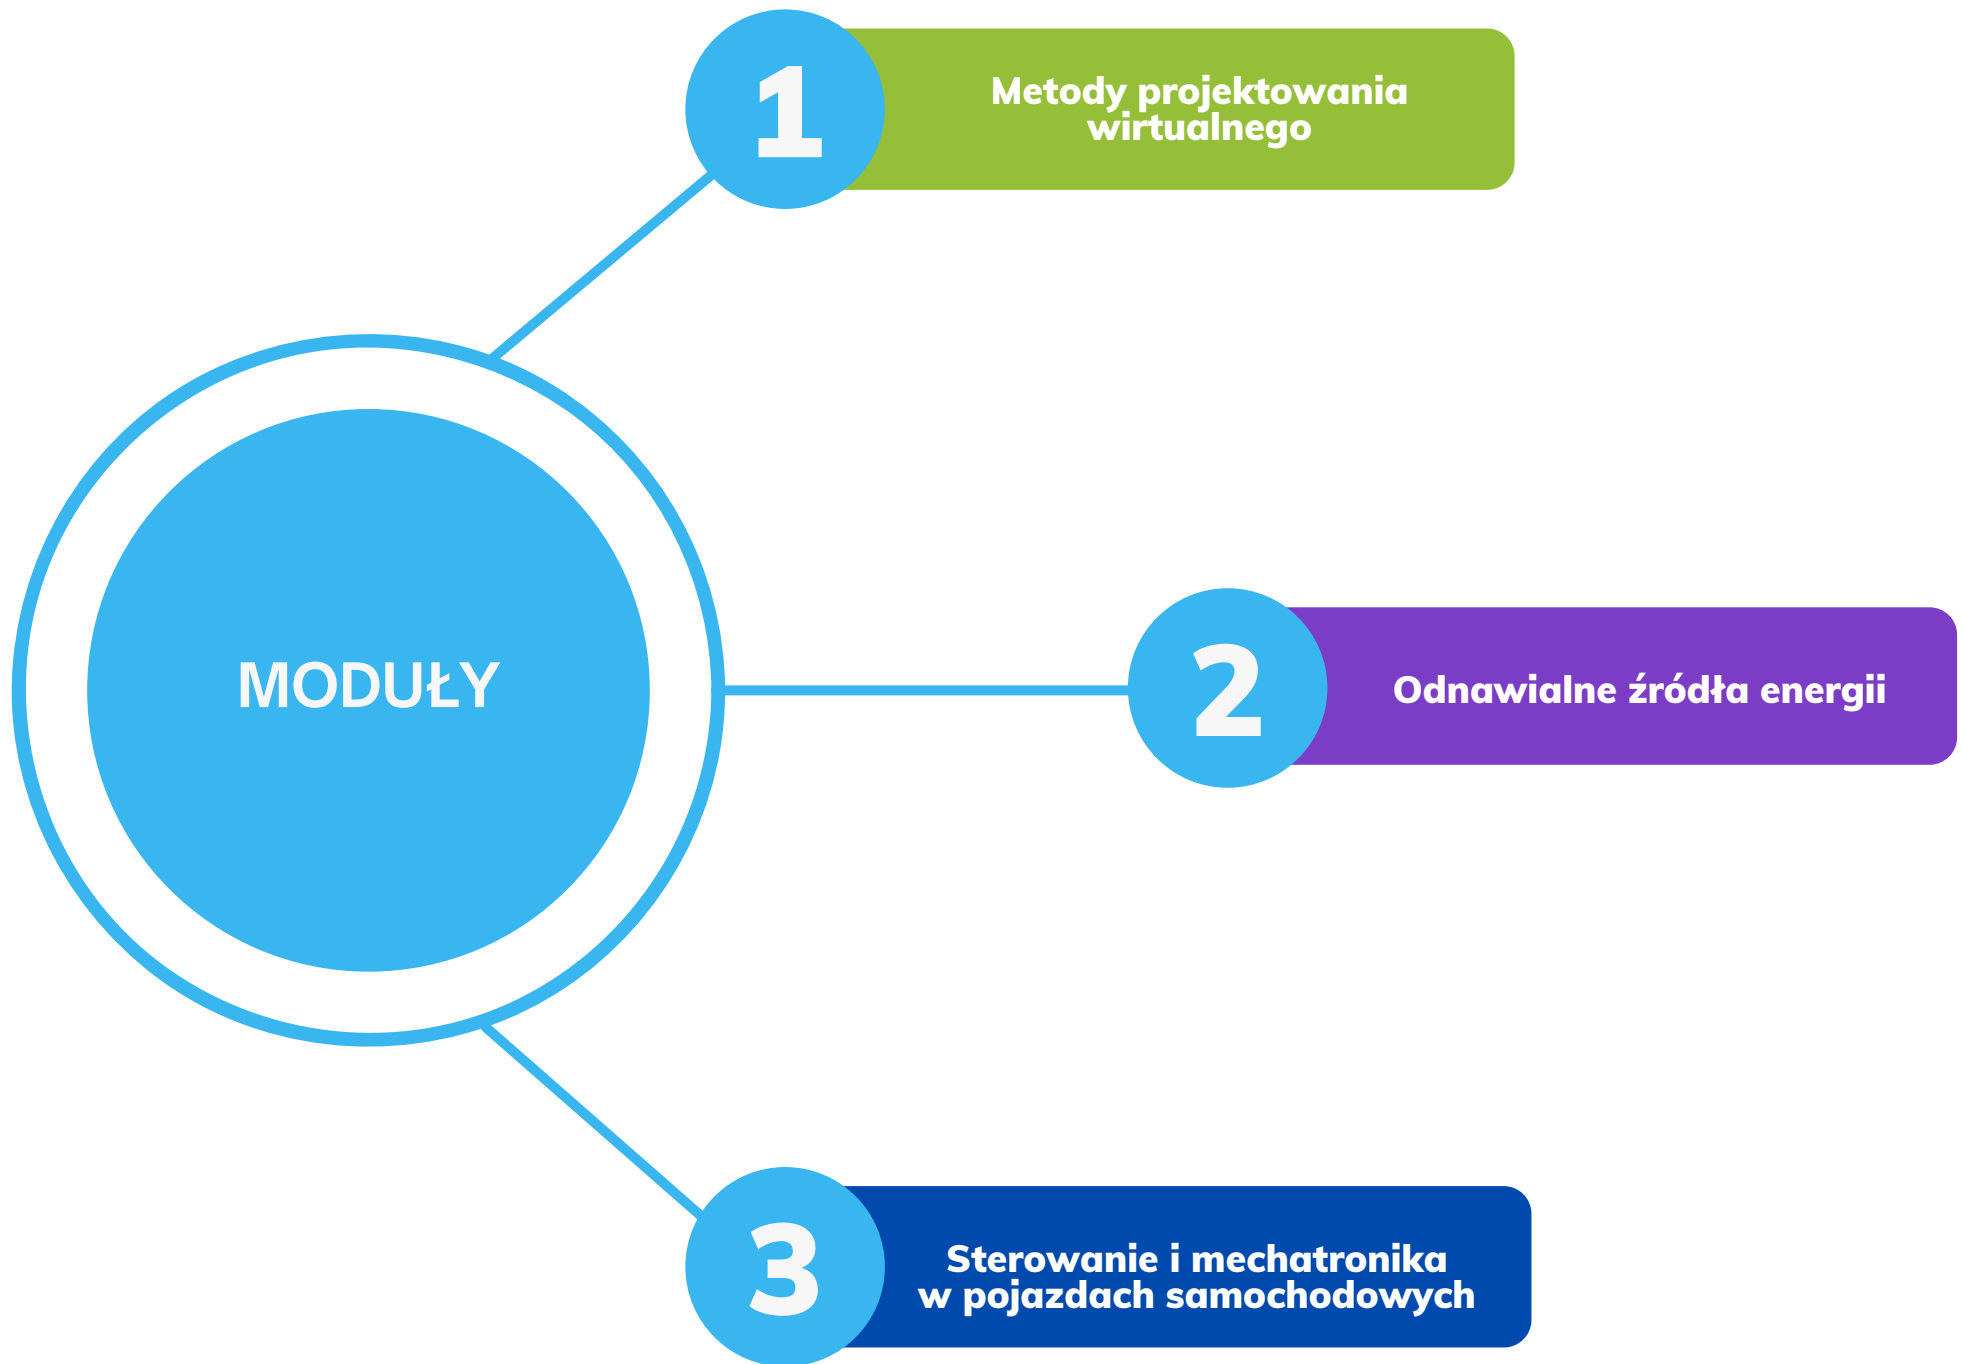 1
Metody projektowania
wirtualnego
MODUŁY
2
Odnawialne źródła energii
3
Sterowanie i mechatronika
w pojazdach samochodowych